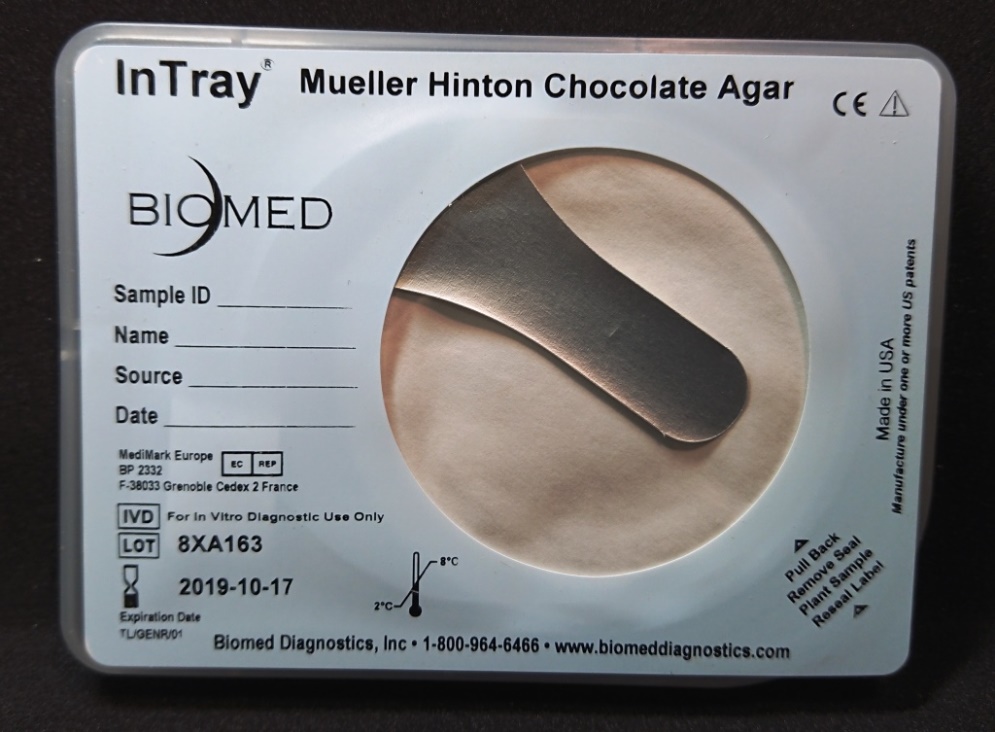 InTray® Mueller Hinton Chocolate Agar
CE
BIOMED
Sample ID
Name
Source
Date
MediMark Europe
BP 2332
F-38033 Grenoble Cedex 2 France
EC REP
IVD For In Vitro Diagnostic Use Only
LOT 8XA163
2019-10-17
Expiration Date
TL/GENR/01
8°C
2°C
Biomed Diagnostics, Inc • 1-800-964-6466 • www.biomeddiagnostics.com
Made in USA
Manufacture under one or more US patents
Pull Back
Remove Seal
Plant Sample
Reseal Label